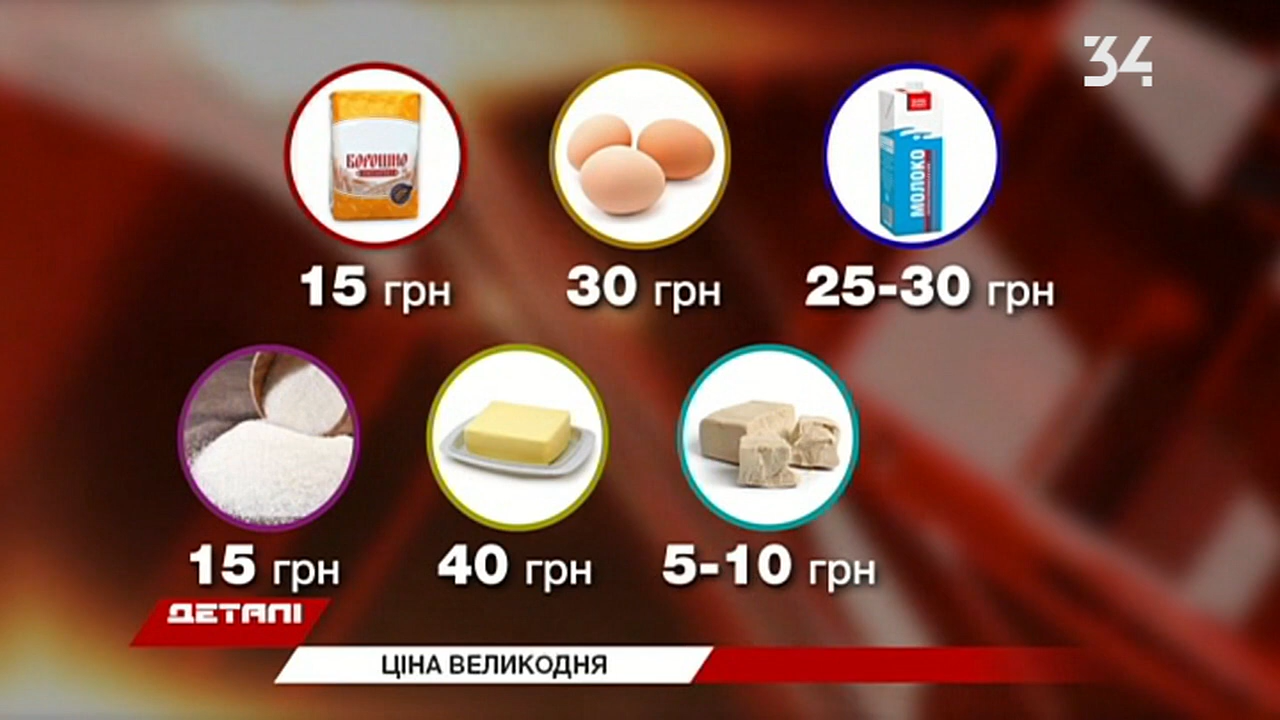 34
БОРОШНО
МОЛОКО
15 грн
30 грн
25-30 грн
15 грн
40 грн
5-10 грн
ДЕТАЛІ
ЦІНА ВЕЛИКОДНЯ